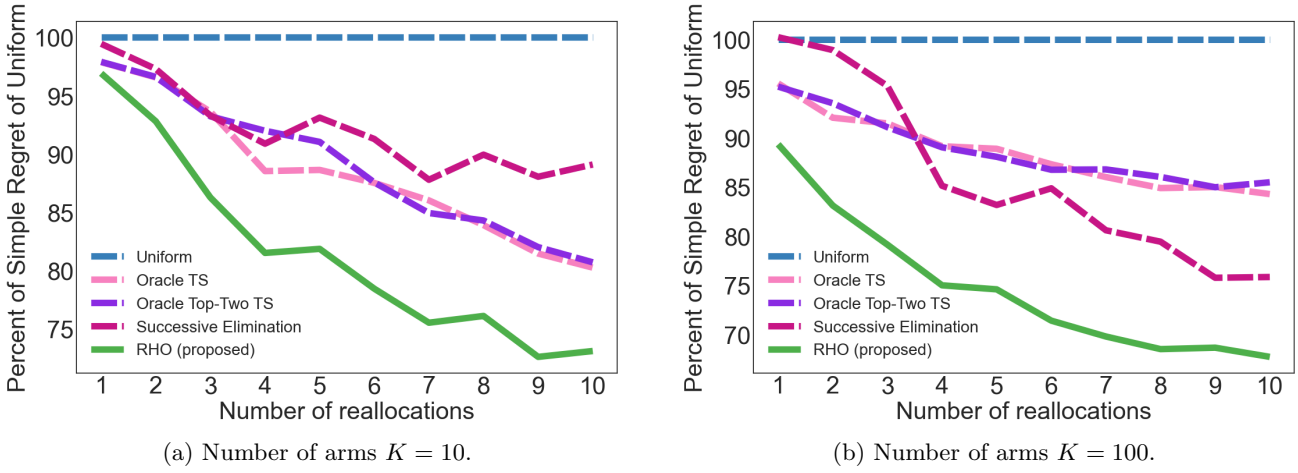 Percent of Simple Regret of Uniform
100
95
90
85
80
75
Uniform
Oracle TS
Oracle Top-Two TS
Successive Elimination
RHO (proposed)
1 2 3 4 5 6 7 8 9 10
Number of reallocations
(a) Number of arms K = 10.
Percent of Simple Regret of Uniform
100
95
90
85
80
75
70
Uniform
Oracle TS
Oracle Top-Two TS
Successive Elimination
RHO (proposed)
1 2 3 4 5 6 7 8 9 10
Number of reallocations
(b) Number of arms K = 100.